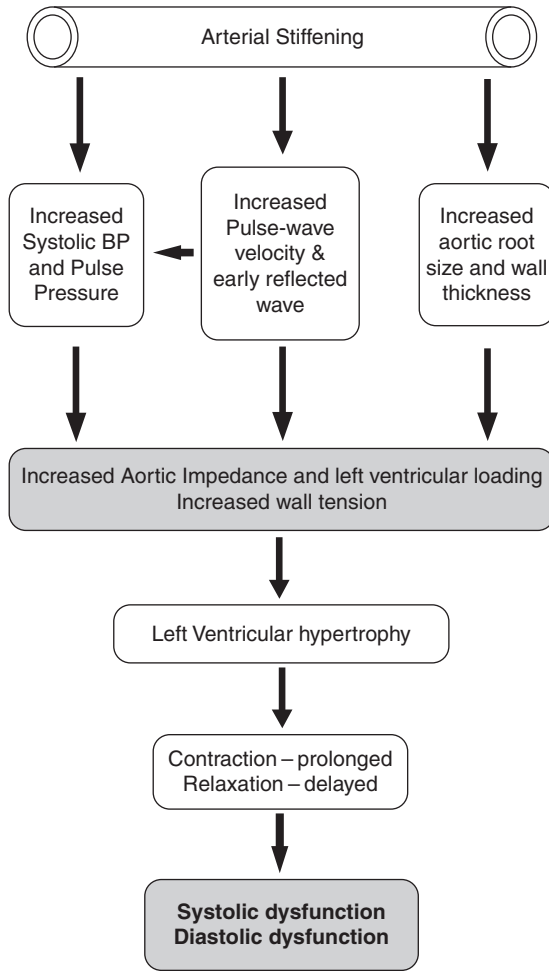 Arterial Stiffening
Increased
Systolic BP
and Pulse
Pressure
Increased
Pulse-wave
velocity &
early reflected
wave
Increased
aortic root
size and wall
thickness
Increased Aortic Impedance and left ventricular loading
Increased wall tension
Left Ventricular hypertrophy
Contraction – prolonged
Relaxation – delayed
Systolic dysfunction
Diastolic dysfunction